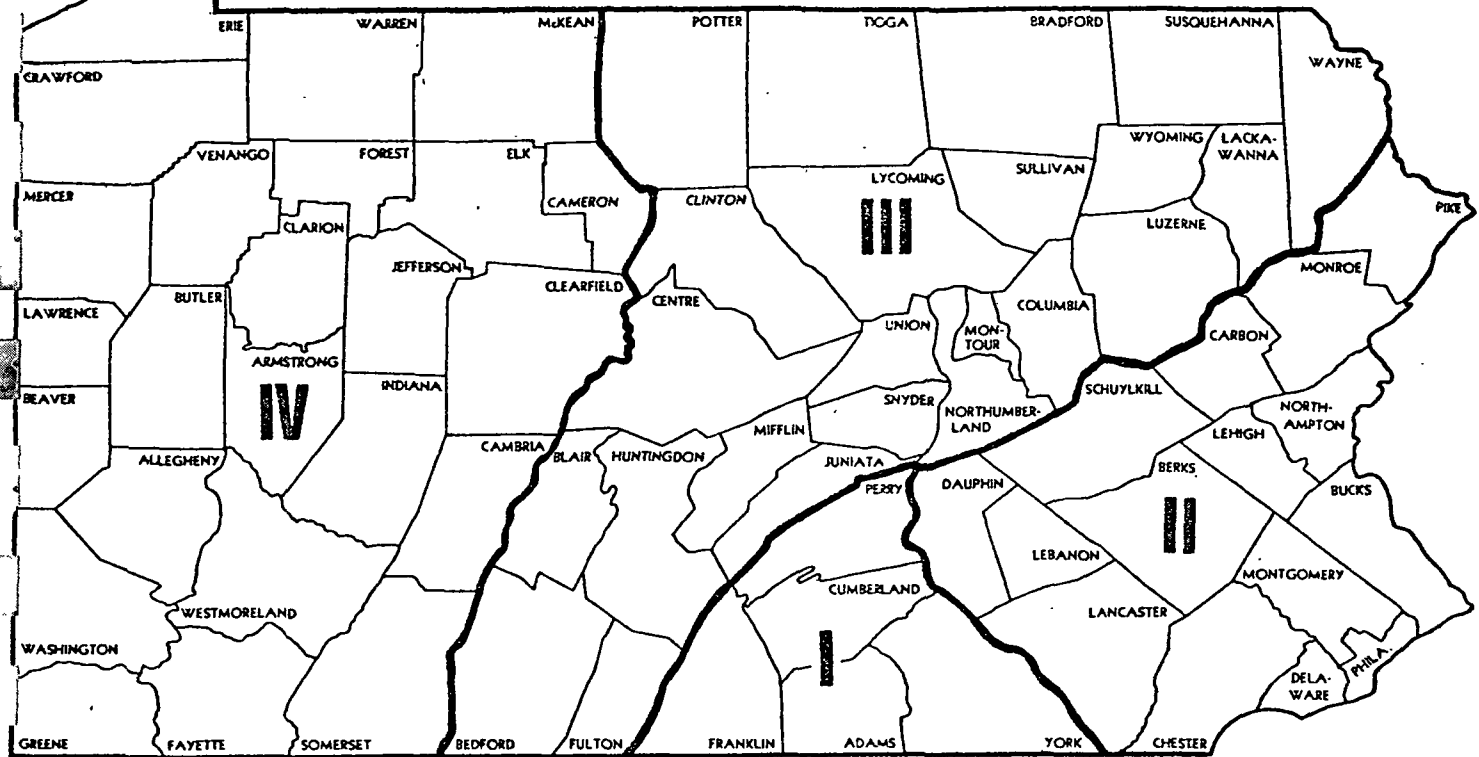 ERIE
WARREN
McKEAN
POTTER
TIOGA
BRADFORD
SUSQUEHANNA
WAYNE
CRAWFORD
VENANGO
FOREST
ELK
WYOMING
LACKA-
WANNA
MERCER
CLARION
CAMERON
CLINTON
LYCOMING
SULLIVAN
III
LUZERNE
PIKE
JEFFERSON
CLEARFIELD
CENTRE
MONROE
LAWRENCE
BUTLER
COLUMBIA
UNION
MON-
TOUR
CARBON
ARMSTRONG
INDIANA
IV
BEAVER
SNYDER
SCHUYLKILL
NORTHUMBER-
LAND
NORTH-
AMPTON
MIFFLIN
LEHIGH
ALLEGHENY
CAMBRIA
BLAIR
HUNTINGDON
JUNIATA
PERRY
DAUPHIN
BERKS
BUCKS
II
LEBANON
MONTGOMERY
CUMBERLAND
LANCASTER
WESTMORELAND
WASHINGTON
I
PHILA.
DELA-
WARE
GREENE
FAYETTE
SOMERSET
BEDFORD
FULTON
FRANKLIN
ADAMS
YORK
CHESTER